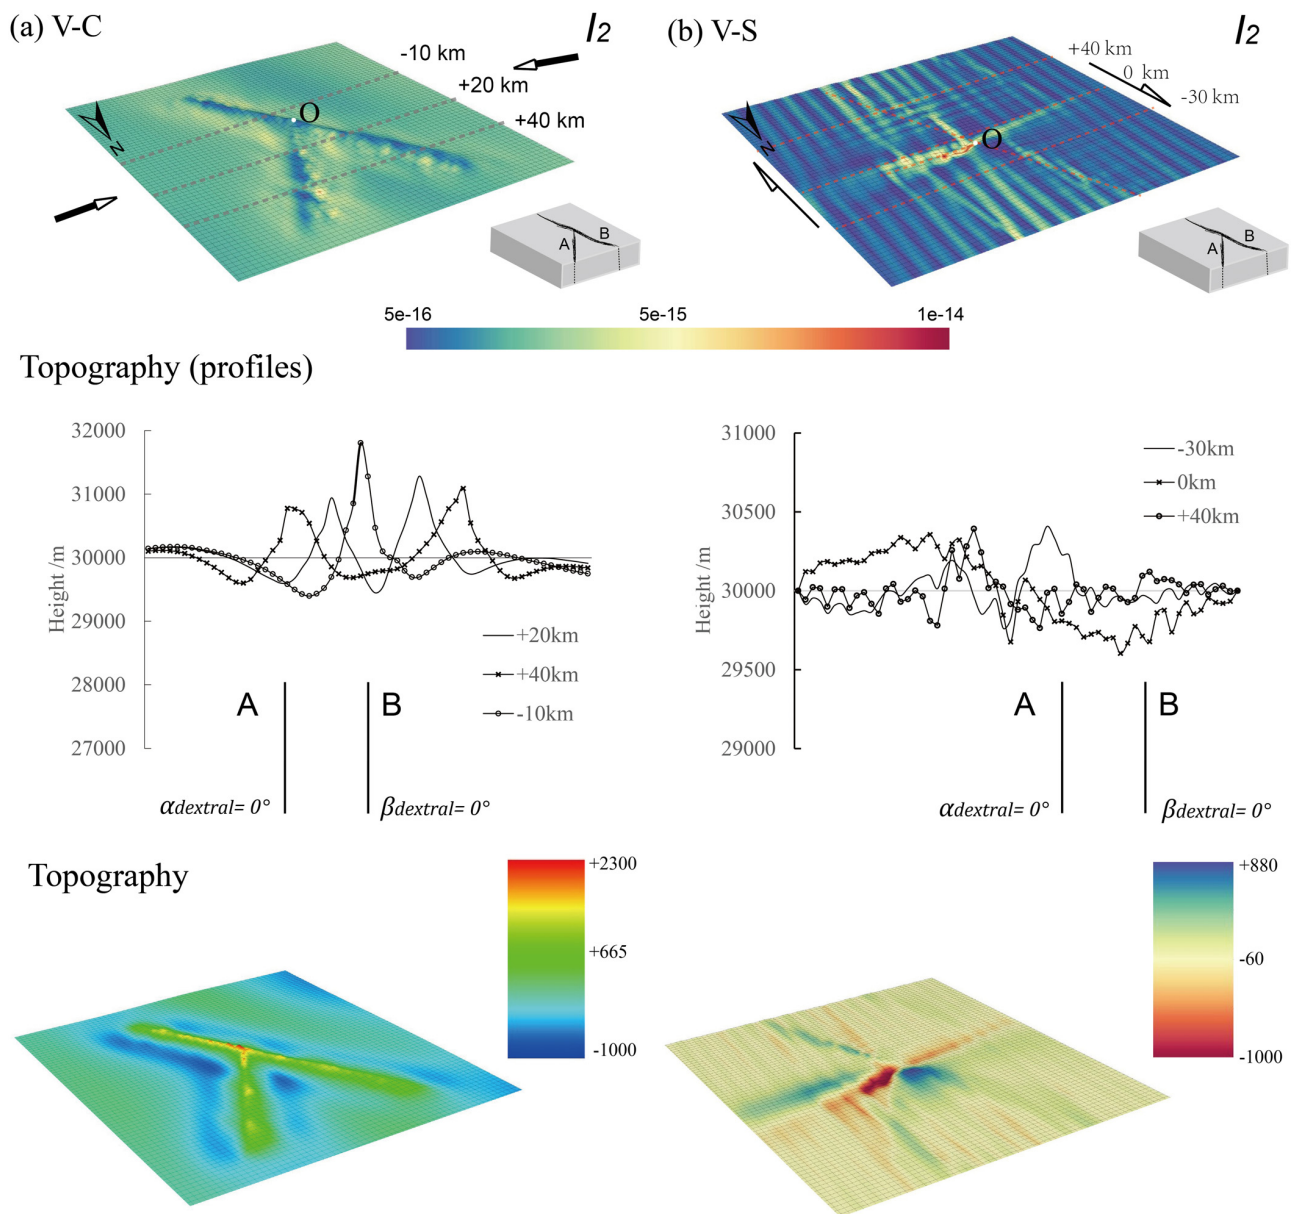 (a) V-C
I2
-10 km
+20 km
+40 km
O
N
A
B
(b) V-S
I2
+40 km
0 km
-30 km
O
N
A
B
5e-16
5e-15
1e-14
Topography (profiles)
32000
31000
30000
29000
28000
27000
Height /m
+20km
+40km
-10km
A
B
αdextral= 0°
βdextral= 0°
31000
30500
30000
29500
29000
Height /m
-30km
0km
+40km
A
B
αdextral= 0°
βdextral= 0°
Topography
+2300
+665
-1000
+880
-60
-1000